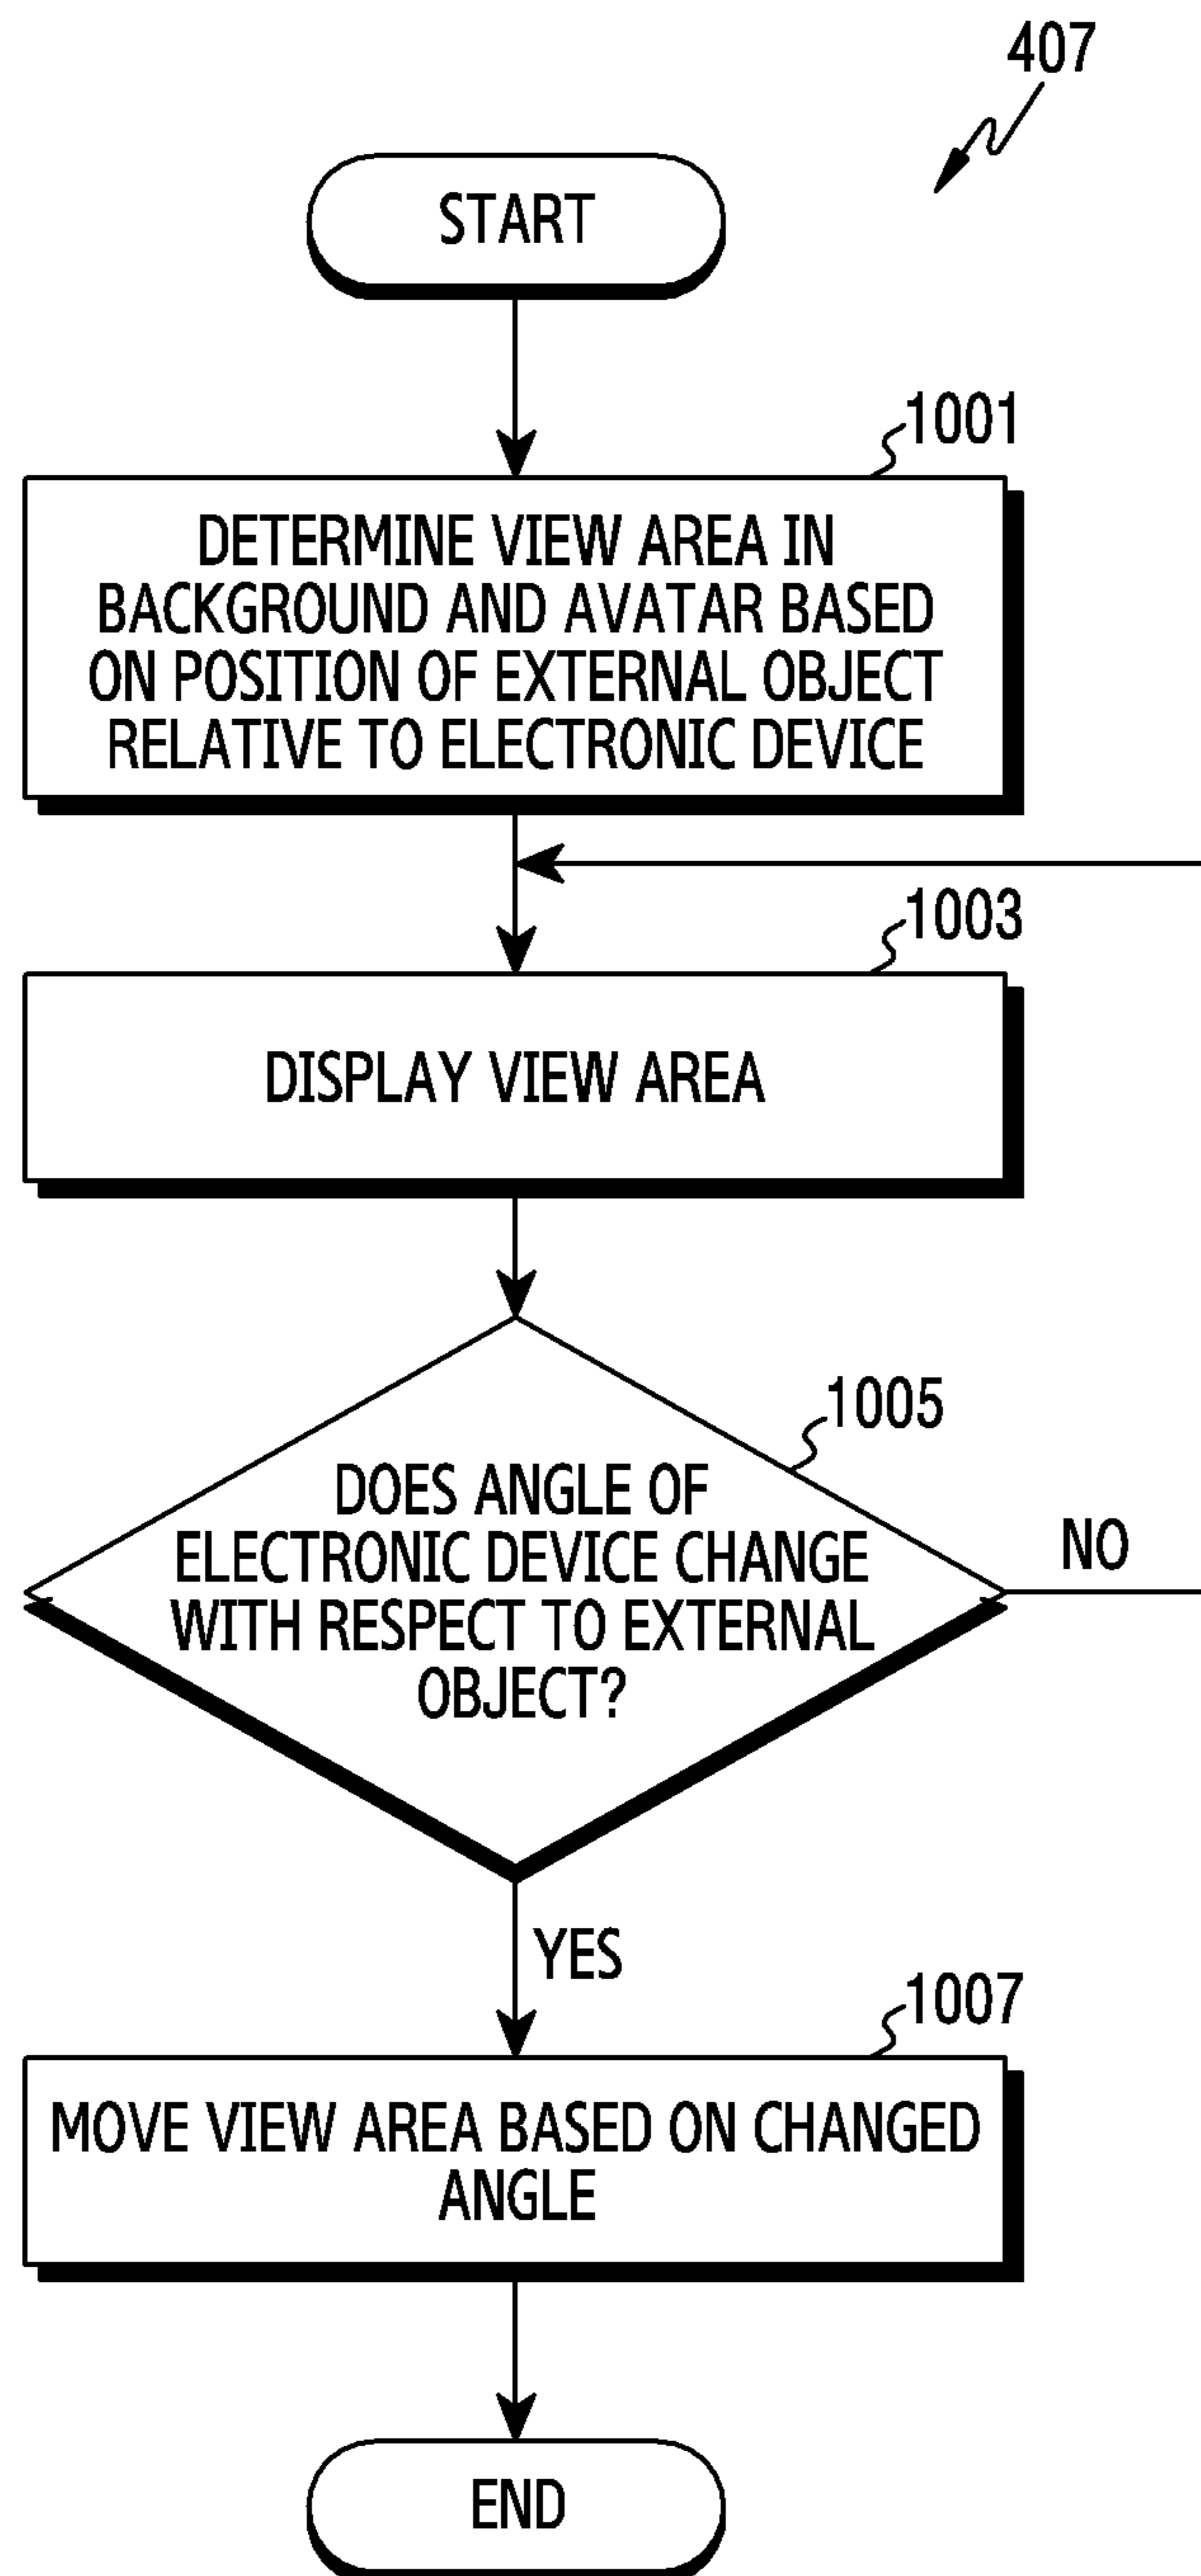 407
START
1001
DETERMINE VIEW AREA IN
BACKGROUND AND AVATAR BASED
ON POSITION OF EXTERNAL OBJECT
RELATIVE TO ELECTRONIC DEVICE
1003
DISPLAY VIEW AREA
1005
DOES ANGLE OF
ELECTRONIC DEVICE CHANGE
WITH RESPECT TO EXTERNAL
OBJECT?
NO
YES
1007
MOVE VIEW AREA BASED ON CHANGED
ANGLE
END